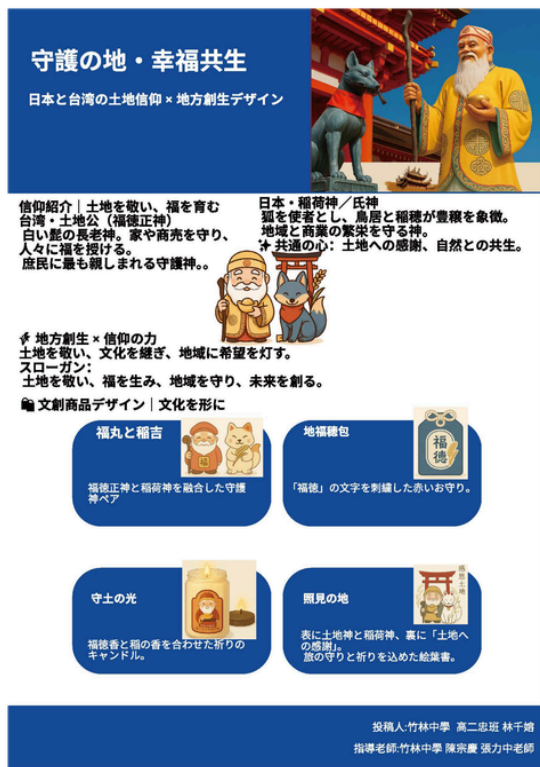 守護の地・幸福共生
日本と台湾の土地信仰 × 地方創生デザイン
信仰紹介｜土地を敬い、福を育む
台湾・土地公（福徳正神）
白い髭の長老神。家や商売を守り、
人々に福を授ける。
庶民に最も親しまれる守護神。。
日本・稲荷神／氏神
狐を使者とし、鳥居と稲穂が豊穣を象徴。
地域と商業の繁栄を守る神。
✨ 共通の心：土地への感謝、自然との共生。
⚡ 地方創生 × 信仰の力
土地を敬い、文化を継ぎ、地域に希望を灯す。
スローガン：
土地を敬い、福を生み、地域を守り、未来を創る。
🛍 文創商品デザイン｜文化を形に
福丸と稲吉
福
福徳正神と稲荷神を融合した守護
神ペア
地福穂包
福徳
「福徳」の文字を刺繍した赤いお守り。
守土の光
福徳香と稲の香を合わせた祈りの
キャンドル。
照見の地
感恩土地
表に土地神と稲荷神、裏に「土地へ
の感謝」。
旅の守りと祈りを込めた絵葉書。
投稿人:竹林中學 高二忠班 林千嬆
指導老師:竹林中學 陳宗慶 張力中老師